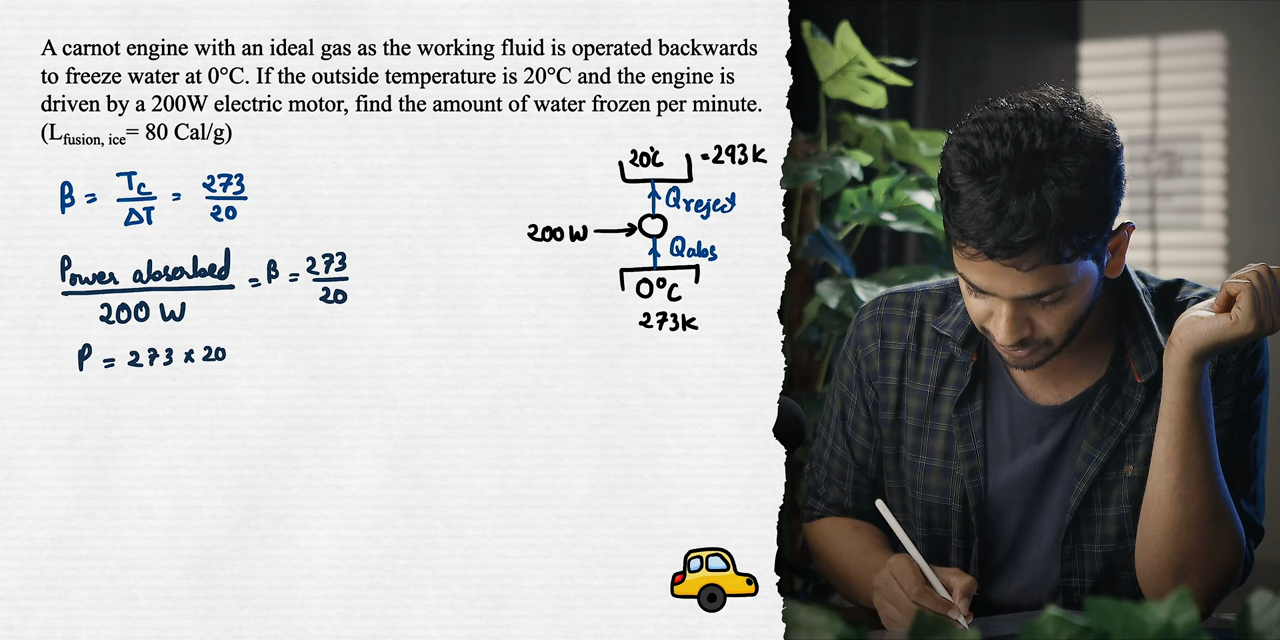 A carnot engine with an ideal gas as the working fluid is operated backwards
to freeze water at 0°C. If the outside temperature is 20°C and the engine is
driven by a 200W electric motor, find the amount of water frozen per minute.
(Lfusion, ice= 80 Cal/g)
β = Tc/ΔT = 273/20
Power absorbed/200 W = β = 273/20
P = 273 × 20
20°C = 293K
Qreject
200W
Qabs
0°C
273K